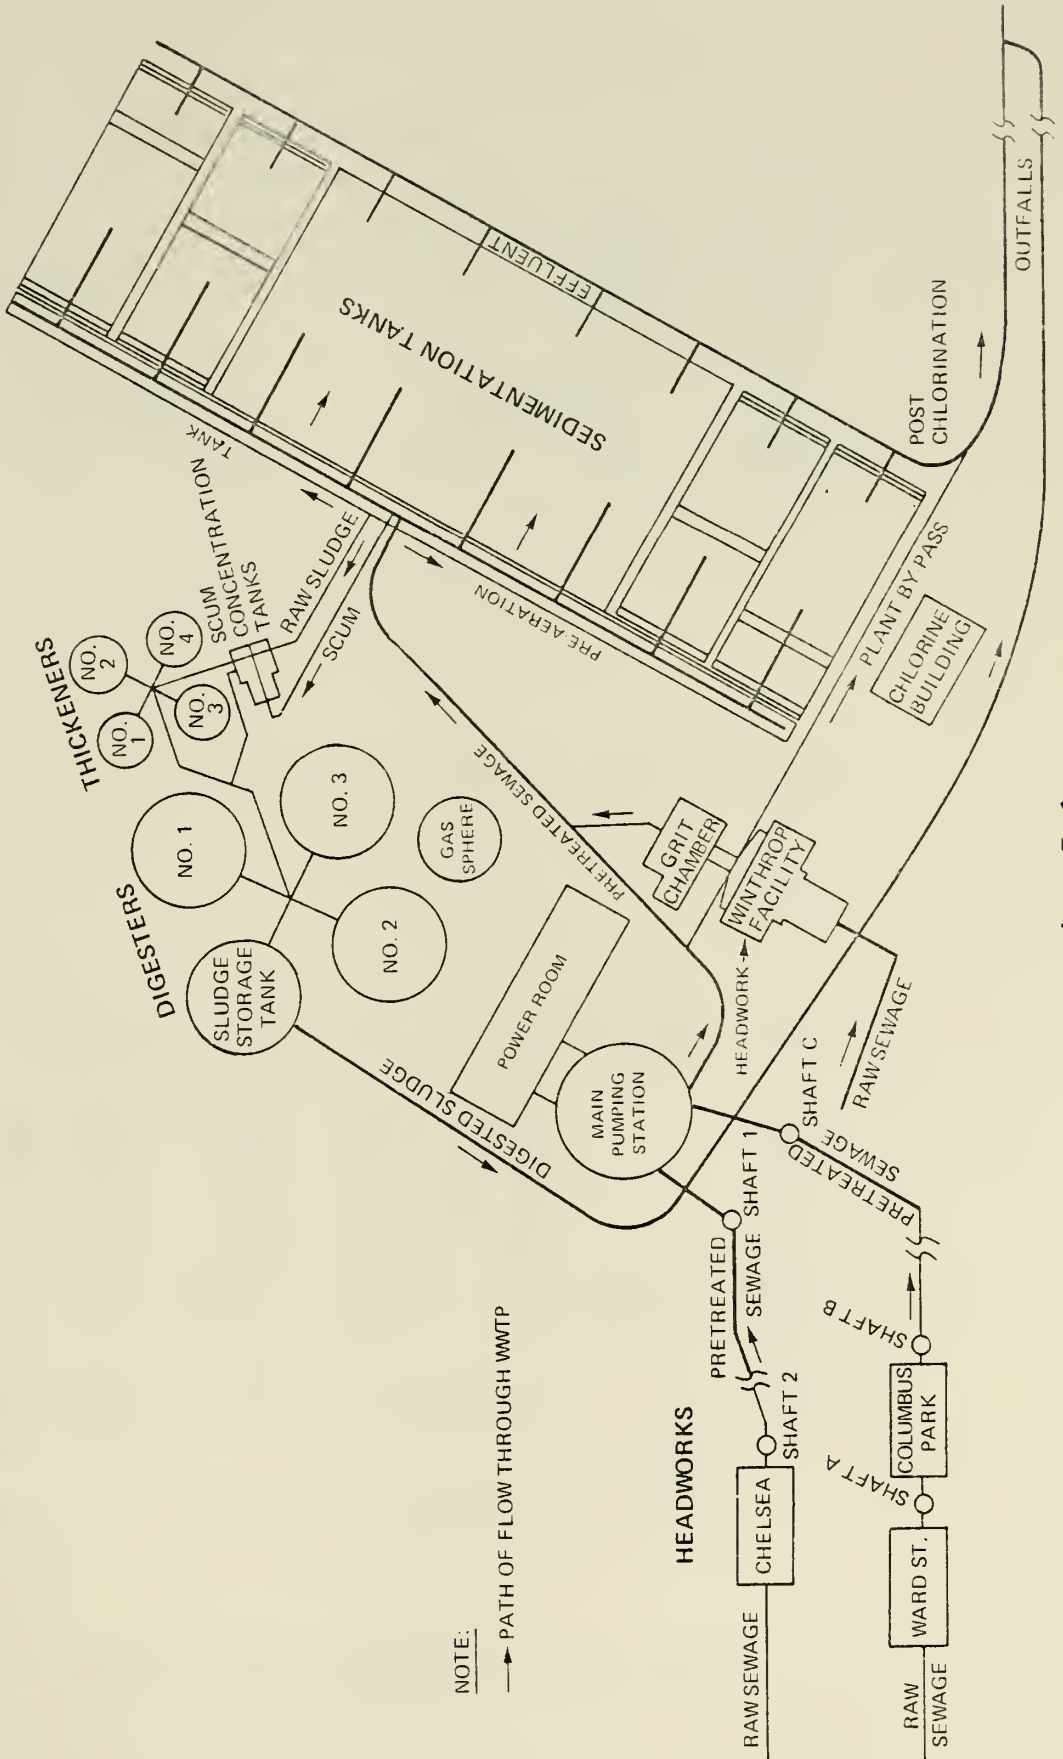 THICKENERS
NO.
1
NO.
2
NO.
3
NO.
4
SCUM
CONCENTRATION
TANKS
RAW SLUDGE
SCUM
TANK
PRE-AERATION
SEDIMENTATION TANKS
EFFLUENT
DIGESTERS
NO. 1
NO. 2
NO. 3
SLUDGE
STORAGE
TANK
GAS
SPHERE
POWER ROOM
DIGESTED SLUDGE
MAIN
PUMPING
STATION
PRETREATED SEWAGE
GRIT
CHAMBER
WINTHROP
FACILITY
HEADWORK
RAW SEWAGE
PLANT BY-PASS
CHLORINE
BUILDING
POST
CHLORINATION
OUTFALLS
SHAFT C
PRETREATED
SEWAGE
SHAFT 1
PRETREATED
SEWAGE
SHAFT 2
HEADWORKS
CHELSEA
RAW SEWAGE
SHAFT B
COLUMBUS
PARK
SHAFT A
WARD ST.
RAW
SEWAGE
NOTE:
PATH OF FLOW THROUGH WWTP